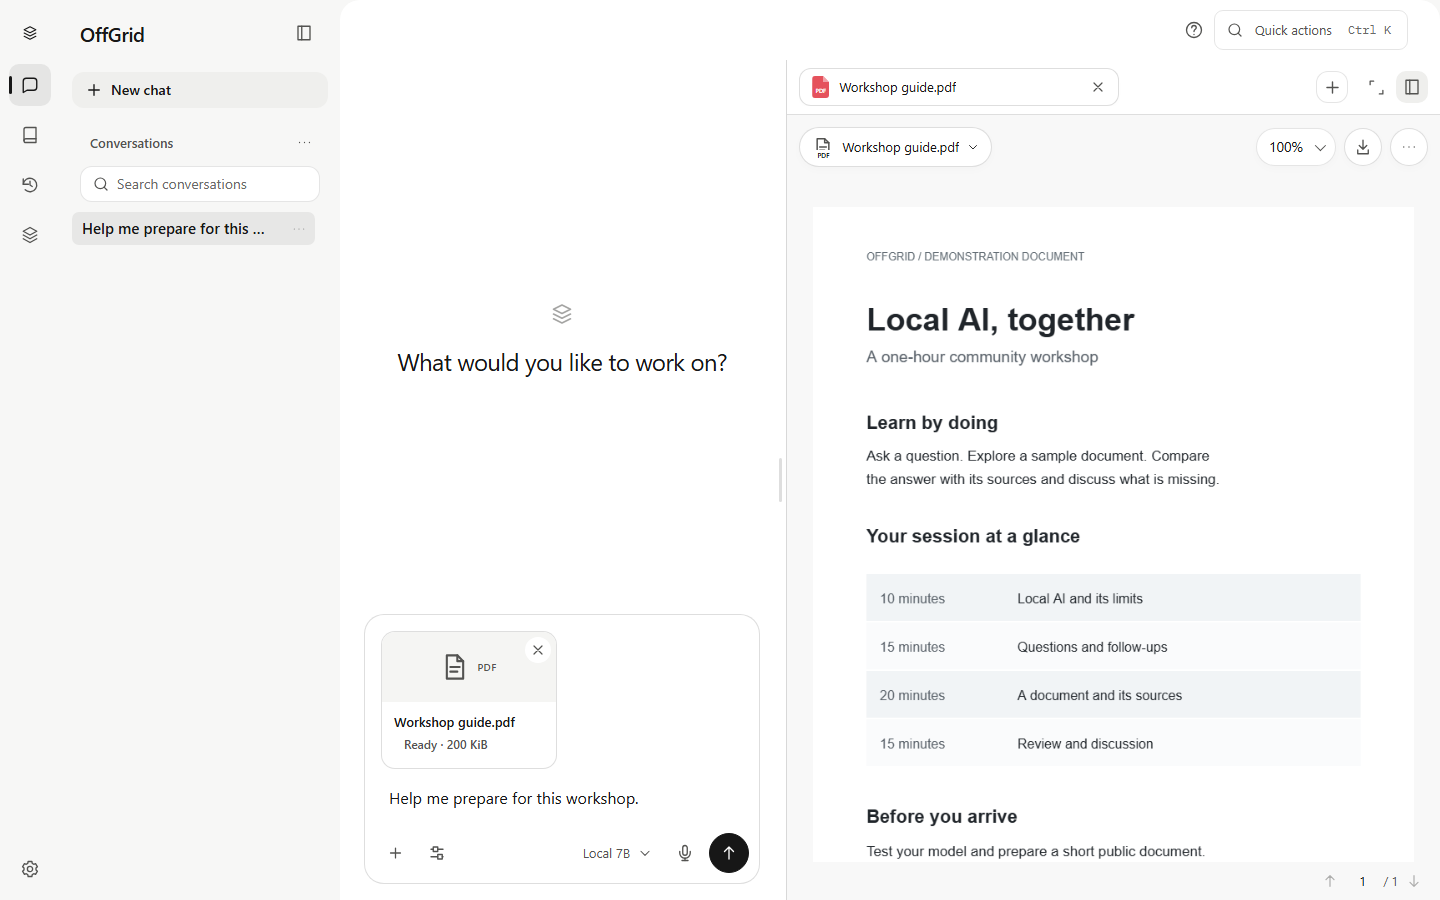 OffGrid
New chat
Conversations
Search conversations
Help me prepare for this ...
What would you like to work on?
PDF
Workshop guide.pdf
Ready · 200 KiB
Help me prepare for this workshop.
Local 7B
Quick actions Ctrl K
PDF Workshop guide.pdf
PDF Workshop guide.pdf
100%
OFFGRID / DEMONSTRATION DOCUMENT
Local AI, together
A one-hour community workshop
Learn by doing
Ask a question. Explore a sample document. Compare
the answer with its sources and discuss what is missing.
Your session at a glance
10 minutes Local AI and its limits
15 minutes Questions and follow-ups
20 minutes A document and its sources
15 minutes Review and discussion
Before you arrive
Test your model and prepare a short public document.
1 / 1